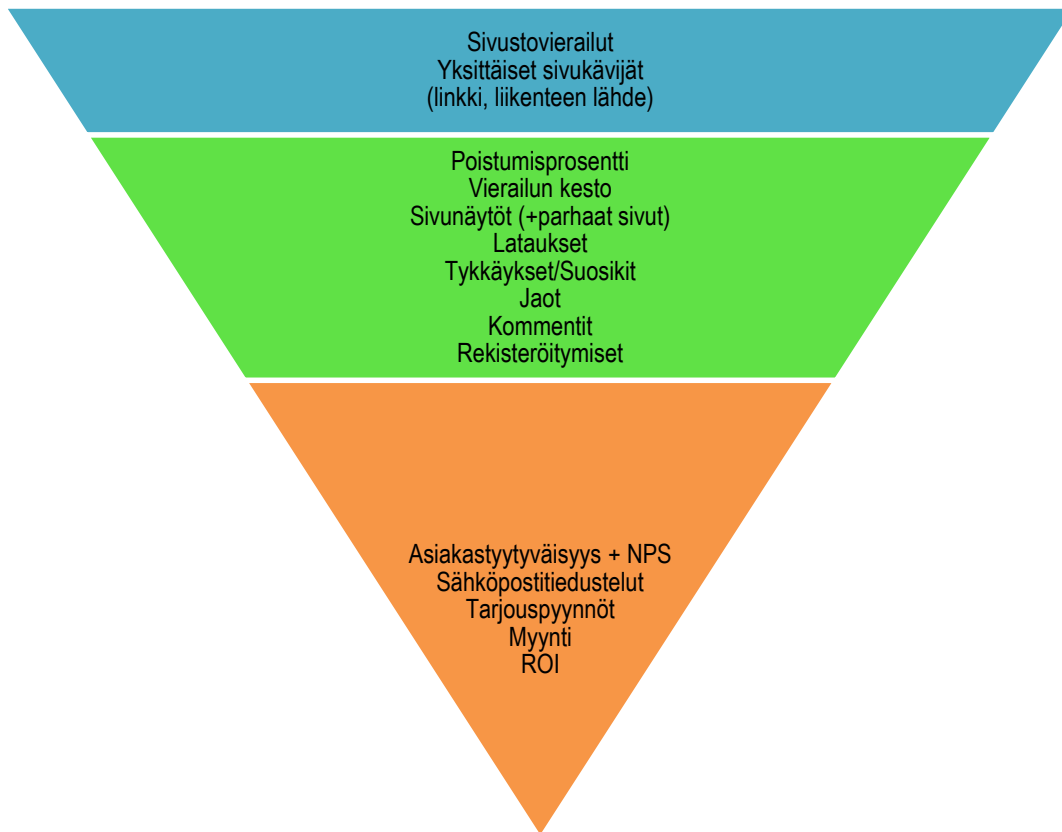 Sivustovierailut
Yksittäiset sivukävijät
(linkki, liikenteen lähde)
Poistumisprosentti
Vierailun kesto
Sivunäytöt (+parhaat sivut)
Lataukset
Tykkäykset/Suosikit
Jaot
Kommentit
Rekisteröitymiset
Asiakastyytyväisyys + NPS
Sähköpostitiedustelut
Tarjouspyynnöt
Myynti
ROI